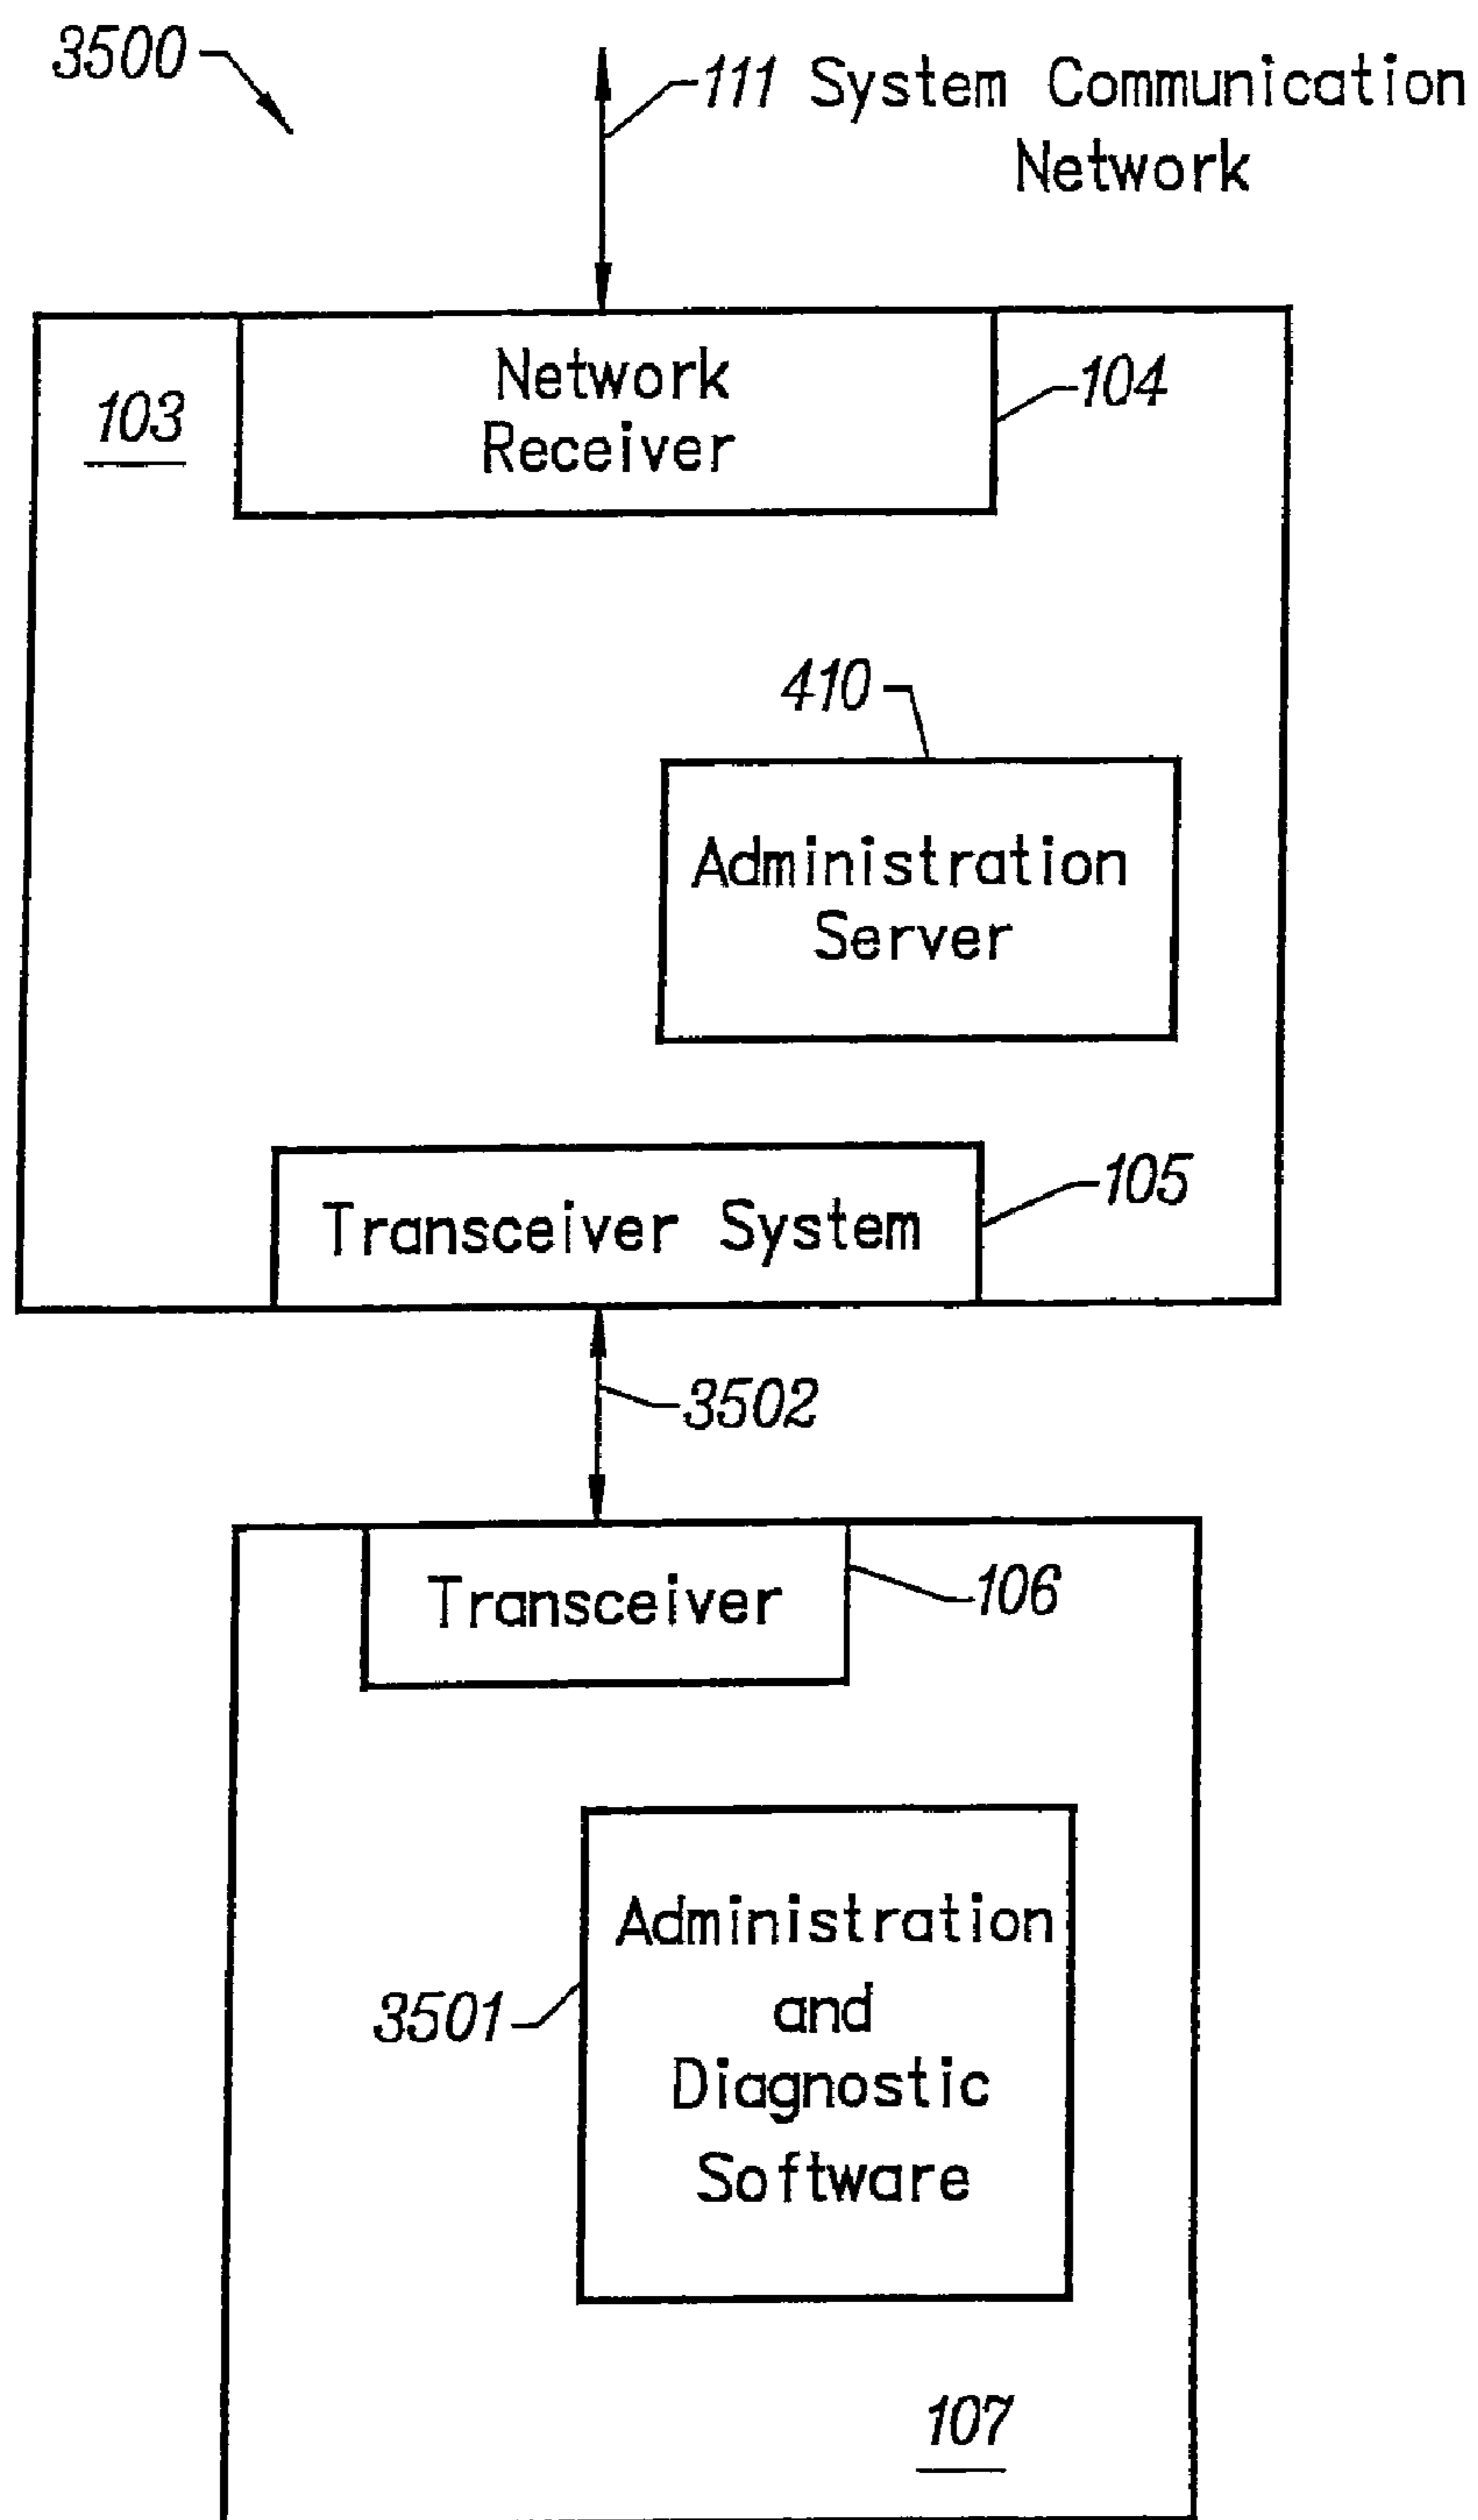 3500
111 System Communication
Network
Network
Receiver
104
103
410
Administration
Server
Transceiver System
105
3502
Transceiver
106
Administration
and
Diagnostic
Software
3501
107